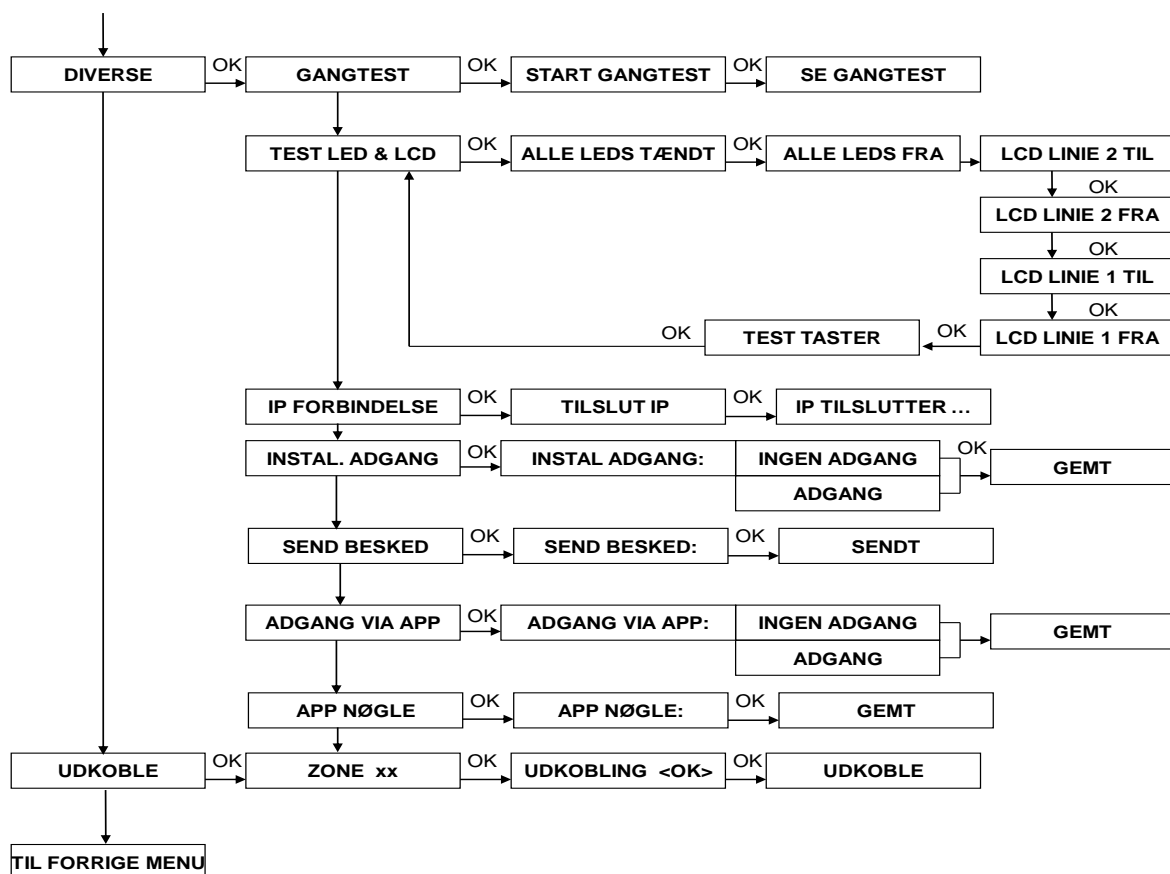 DIVERSE OK GANGTEST OK START GANGTEST OK SE GANGTEST
TEST LED & LCD OK ALLE LEDS TÆNDT OK ALLE LEDS FRA LCD LINIE 2 TIL
OK
LCD LINIE 2 FRA
OK
LCD LINIE 1 TIL
OK
OK TEST TASTER OK LCD LINIE 1 FRA
IP FORBINDELSE OK TILSLUT IP OK IP TILSLUTTER ...
INSTAL. ADGANG OK INSTAL ADGANG: INGEN ADGANG OK GEMT
ADGANG
SEND BESKED OK SEND BESKED: OK SENDT
ADGANG VIA APP OK ADGANG VIA APP: INGEN ADGANG OK GEMT
ADGANG
APP NØGLE OK APP NØGLE: OK GEMT
UDKOBLE OK ZONE xx OK UDKOBLING <OK> OK UDKOBLE
TIL FORRIGE MENU